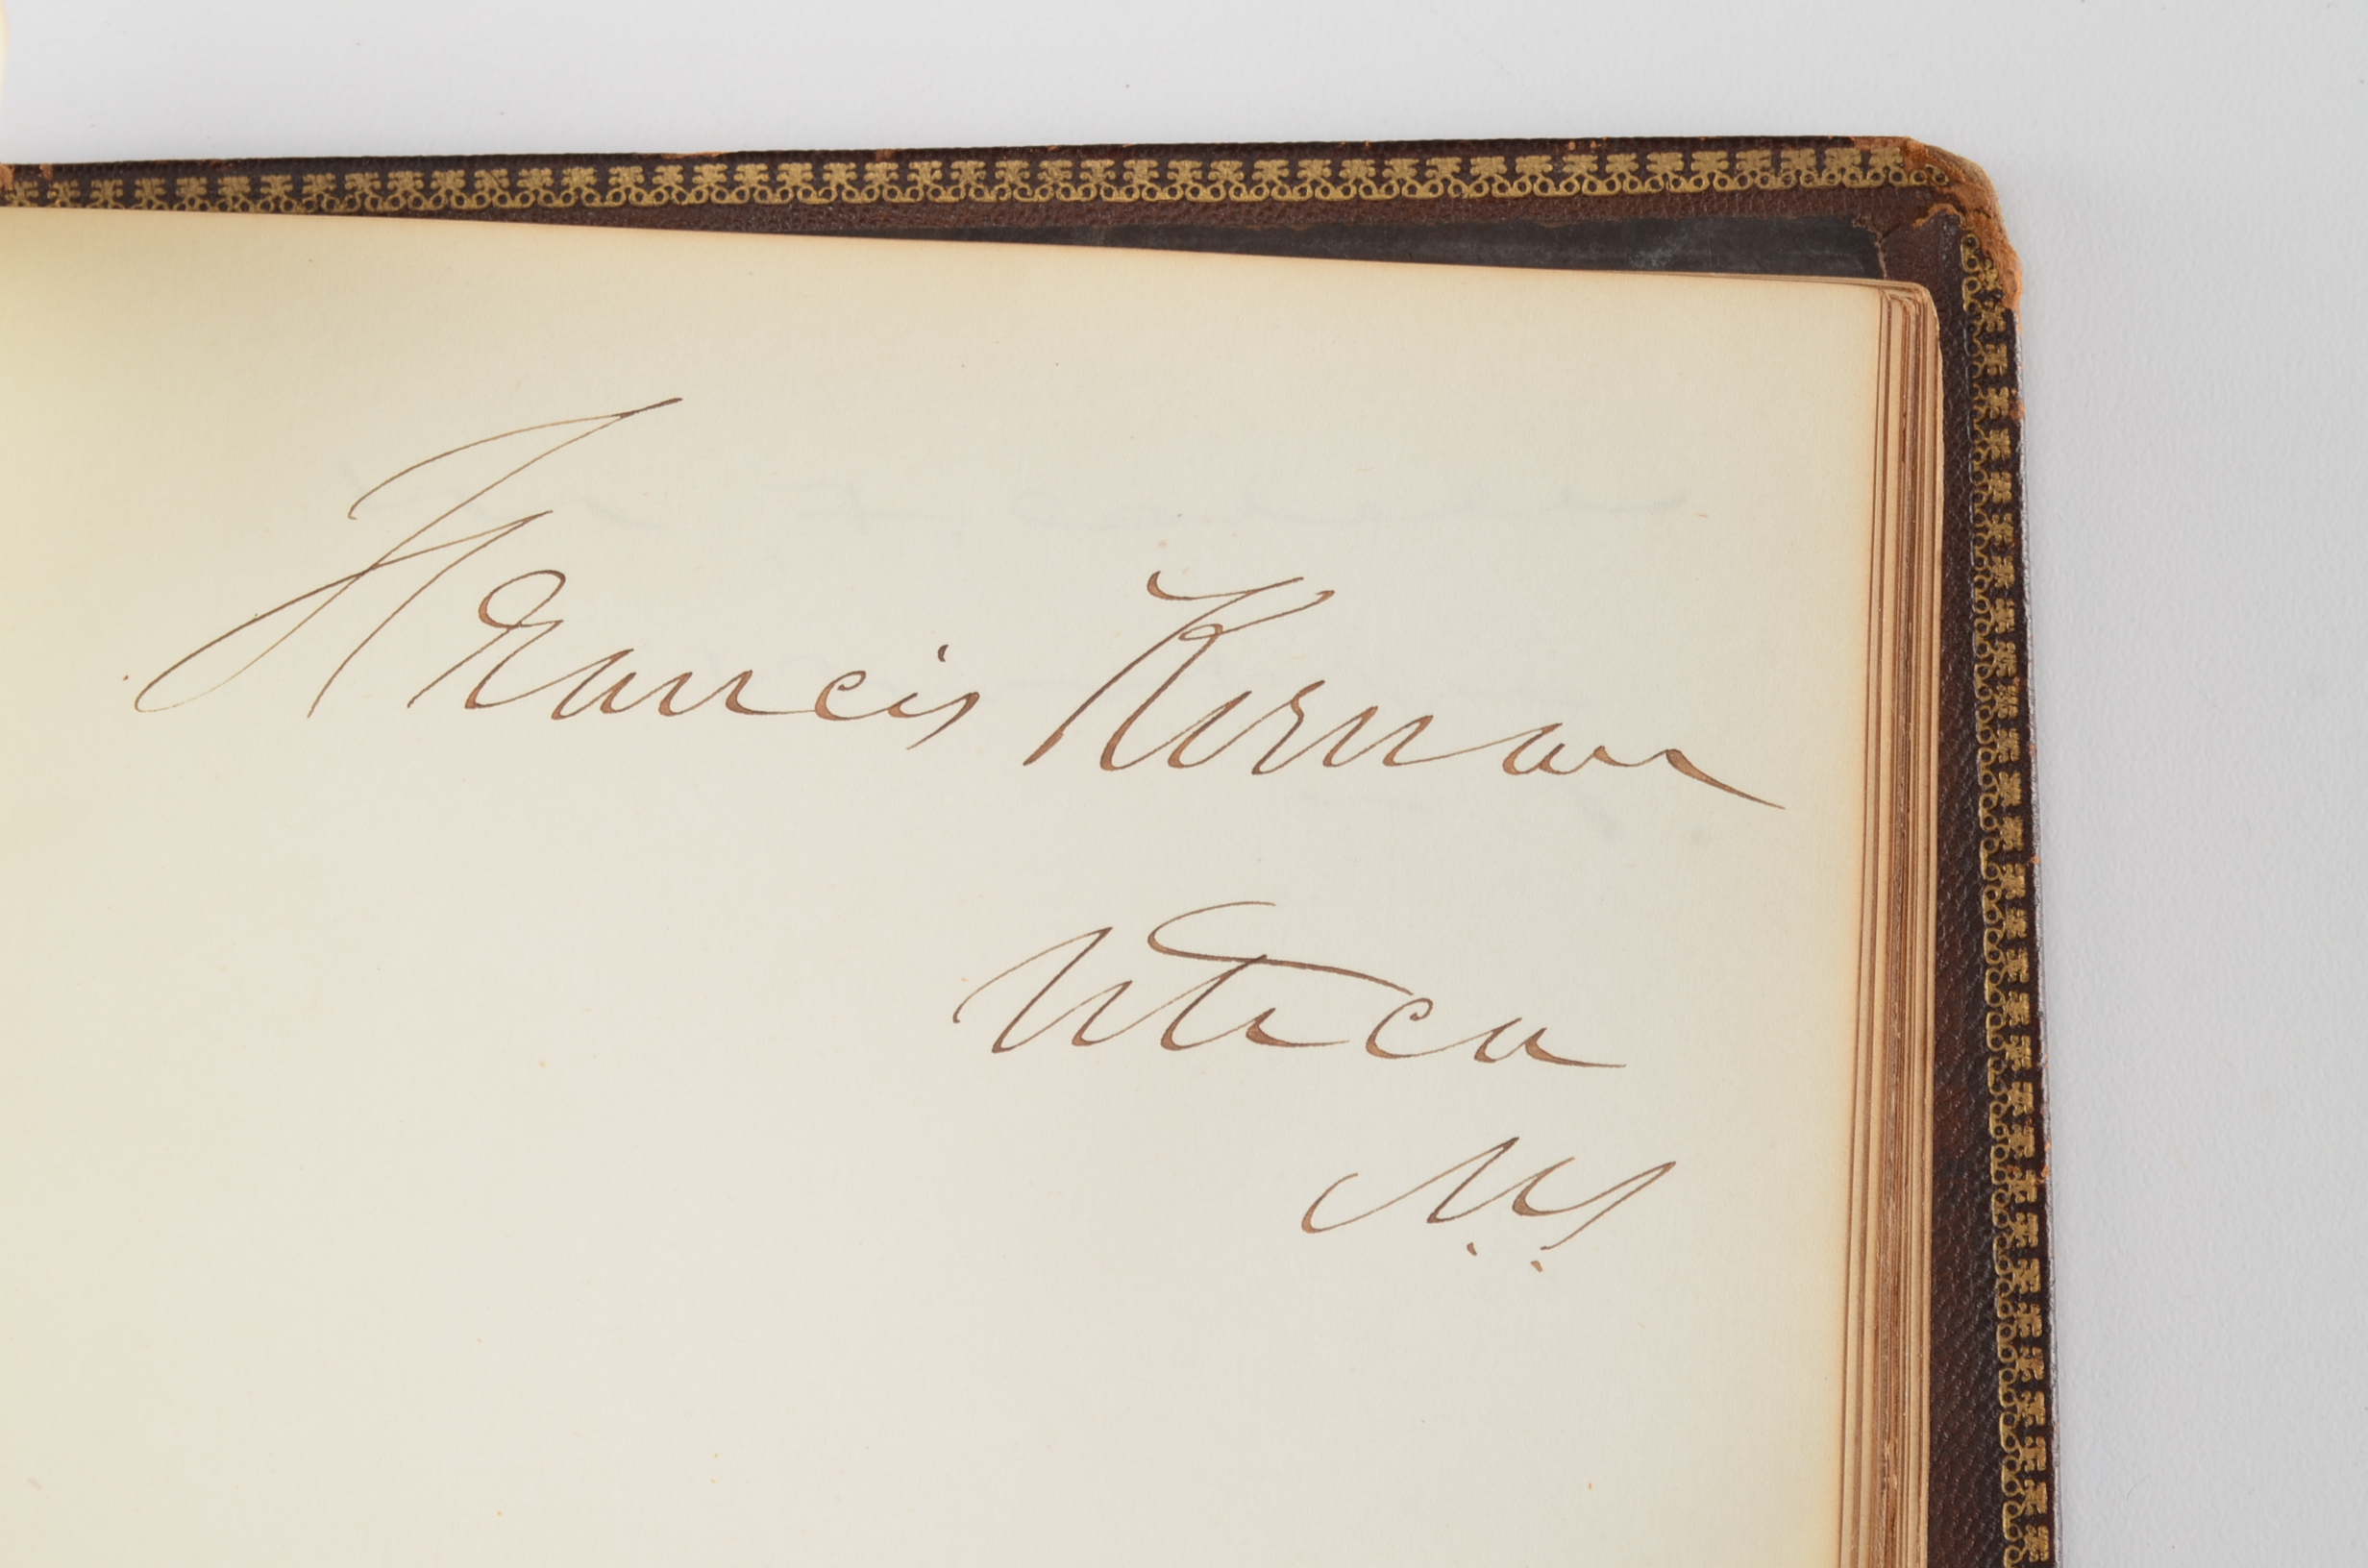 Francis Kernan
Utica
N.Y.